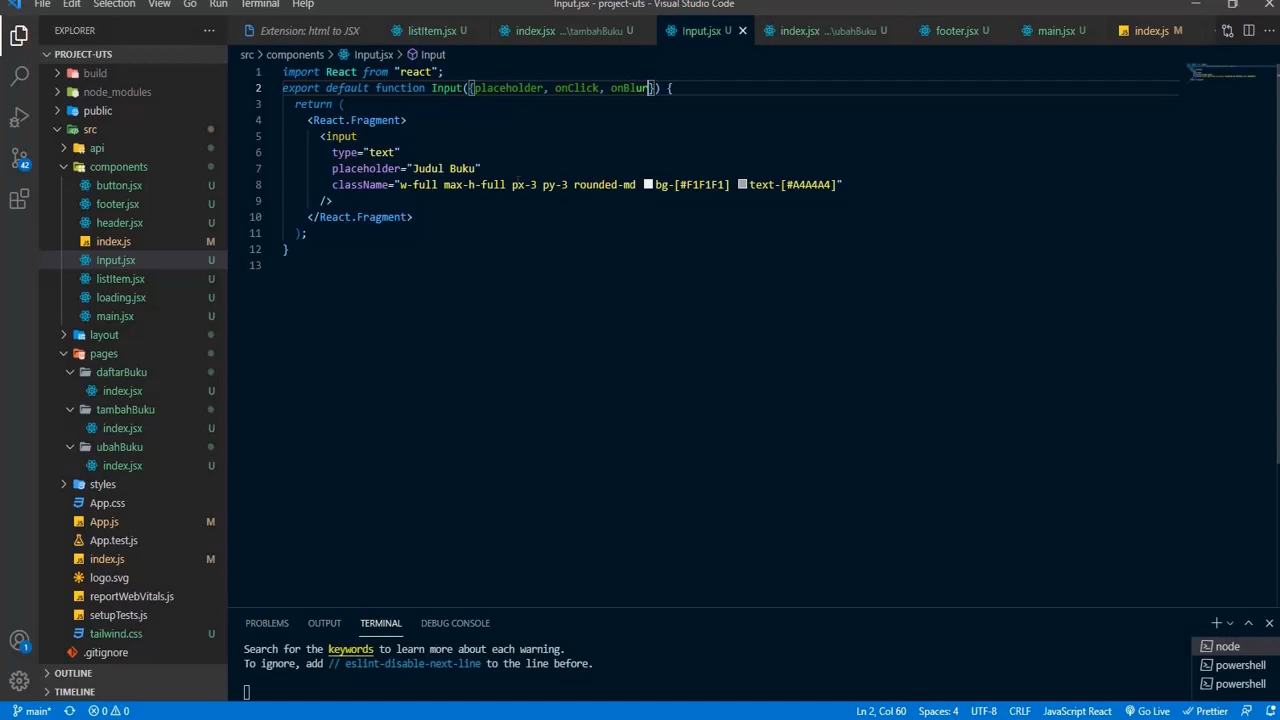 File Edit Selection View Go Run Terminal Help
Input.jsx - project-uts - Visual Studio Code
EXPLORER
PROJECT-UTS
build
node_modules
public
src
api
components
button.jsx U
footer.jsx U
header.jsx U
index.js M
Input.jsx U
listItem.jsx U
loading.jsx U
main.jsx U
layout
pages
daftarBuku
index.jsx U
tambahBuku
index.jsx U
ubahBuku
index.jsx U
styles
App.css
App.js M
App.test.js
index.js M
logo.svg
reportWebVitals.js
setupTests.js
tailwind.css U
.gitignore
OUTLINE
TIMELINE
42
1
Extension: html to JSX
listItem.jsx U
index.jsx ...\tambahBuku U
Input.jsx U
index.jsx ...\ubahBuku U
footer.jsx U
main.jsx U
index.js M
src > components > Input.jsx > Input
1 import React from "react";
2 export default function Input({placeholder, onClick, onBlur}) {
3 return (
4 <React.Fragment>
5 <input
6 type="text"
7 placeholder="Judul Buku"
8 className="w-full max-h-full px-3 py-3 rounded-md bg-[#F1F1F1] text-[#A4A4A4]"
9 />
10 </React.Fragment>
11 );
12 }
13
PROBLEMS OUTPUT TERMINAL DEBUG CONSOLE
Search for the keywords to learn more about each warning.
To ignore, add // eslint-disable-next-line to the line before.
node
powershell
powershell
main* 0 0
Ln 2, Col 60 Spaces: 4 UTF-8 CRLF JavaScript React Go Live Prettier